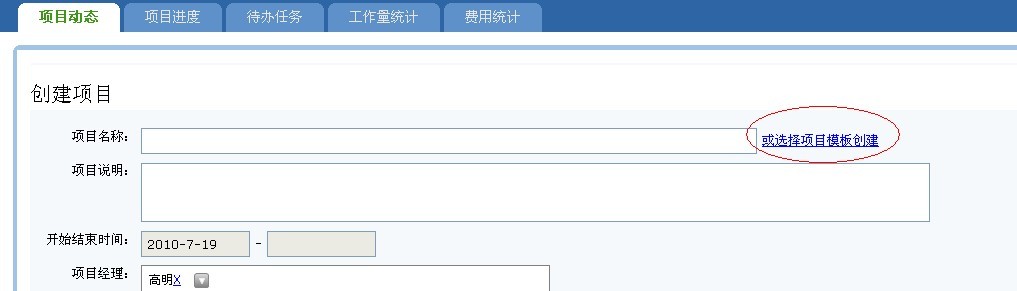 项目动态 项目进度 待办任务 工作量统计 费用统计
创建项目
项目名称： 或选择项目模板创建
项目说明：
开始结束时间： 2010-7-19 -
项目经理： 高明X